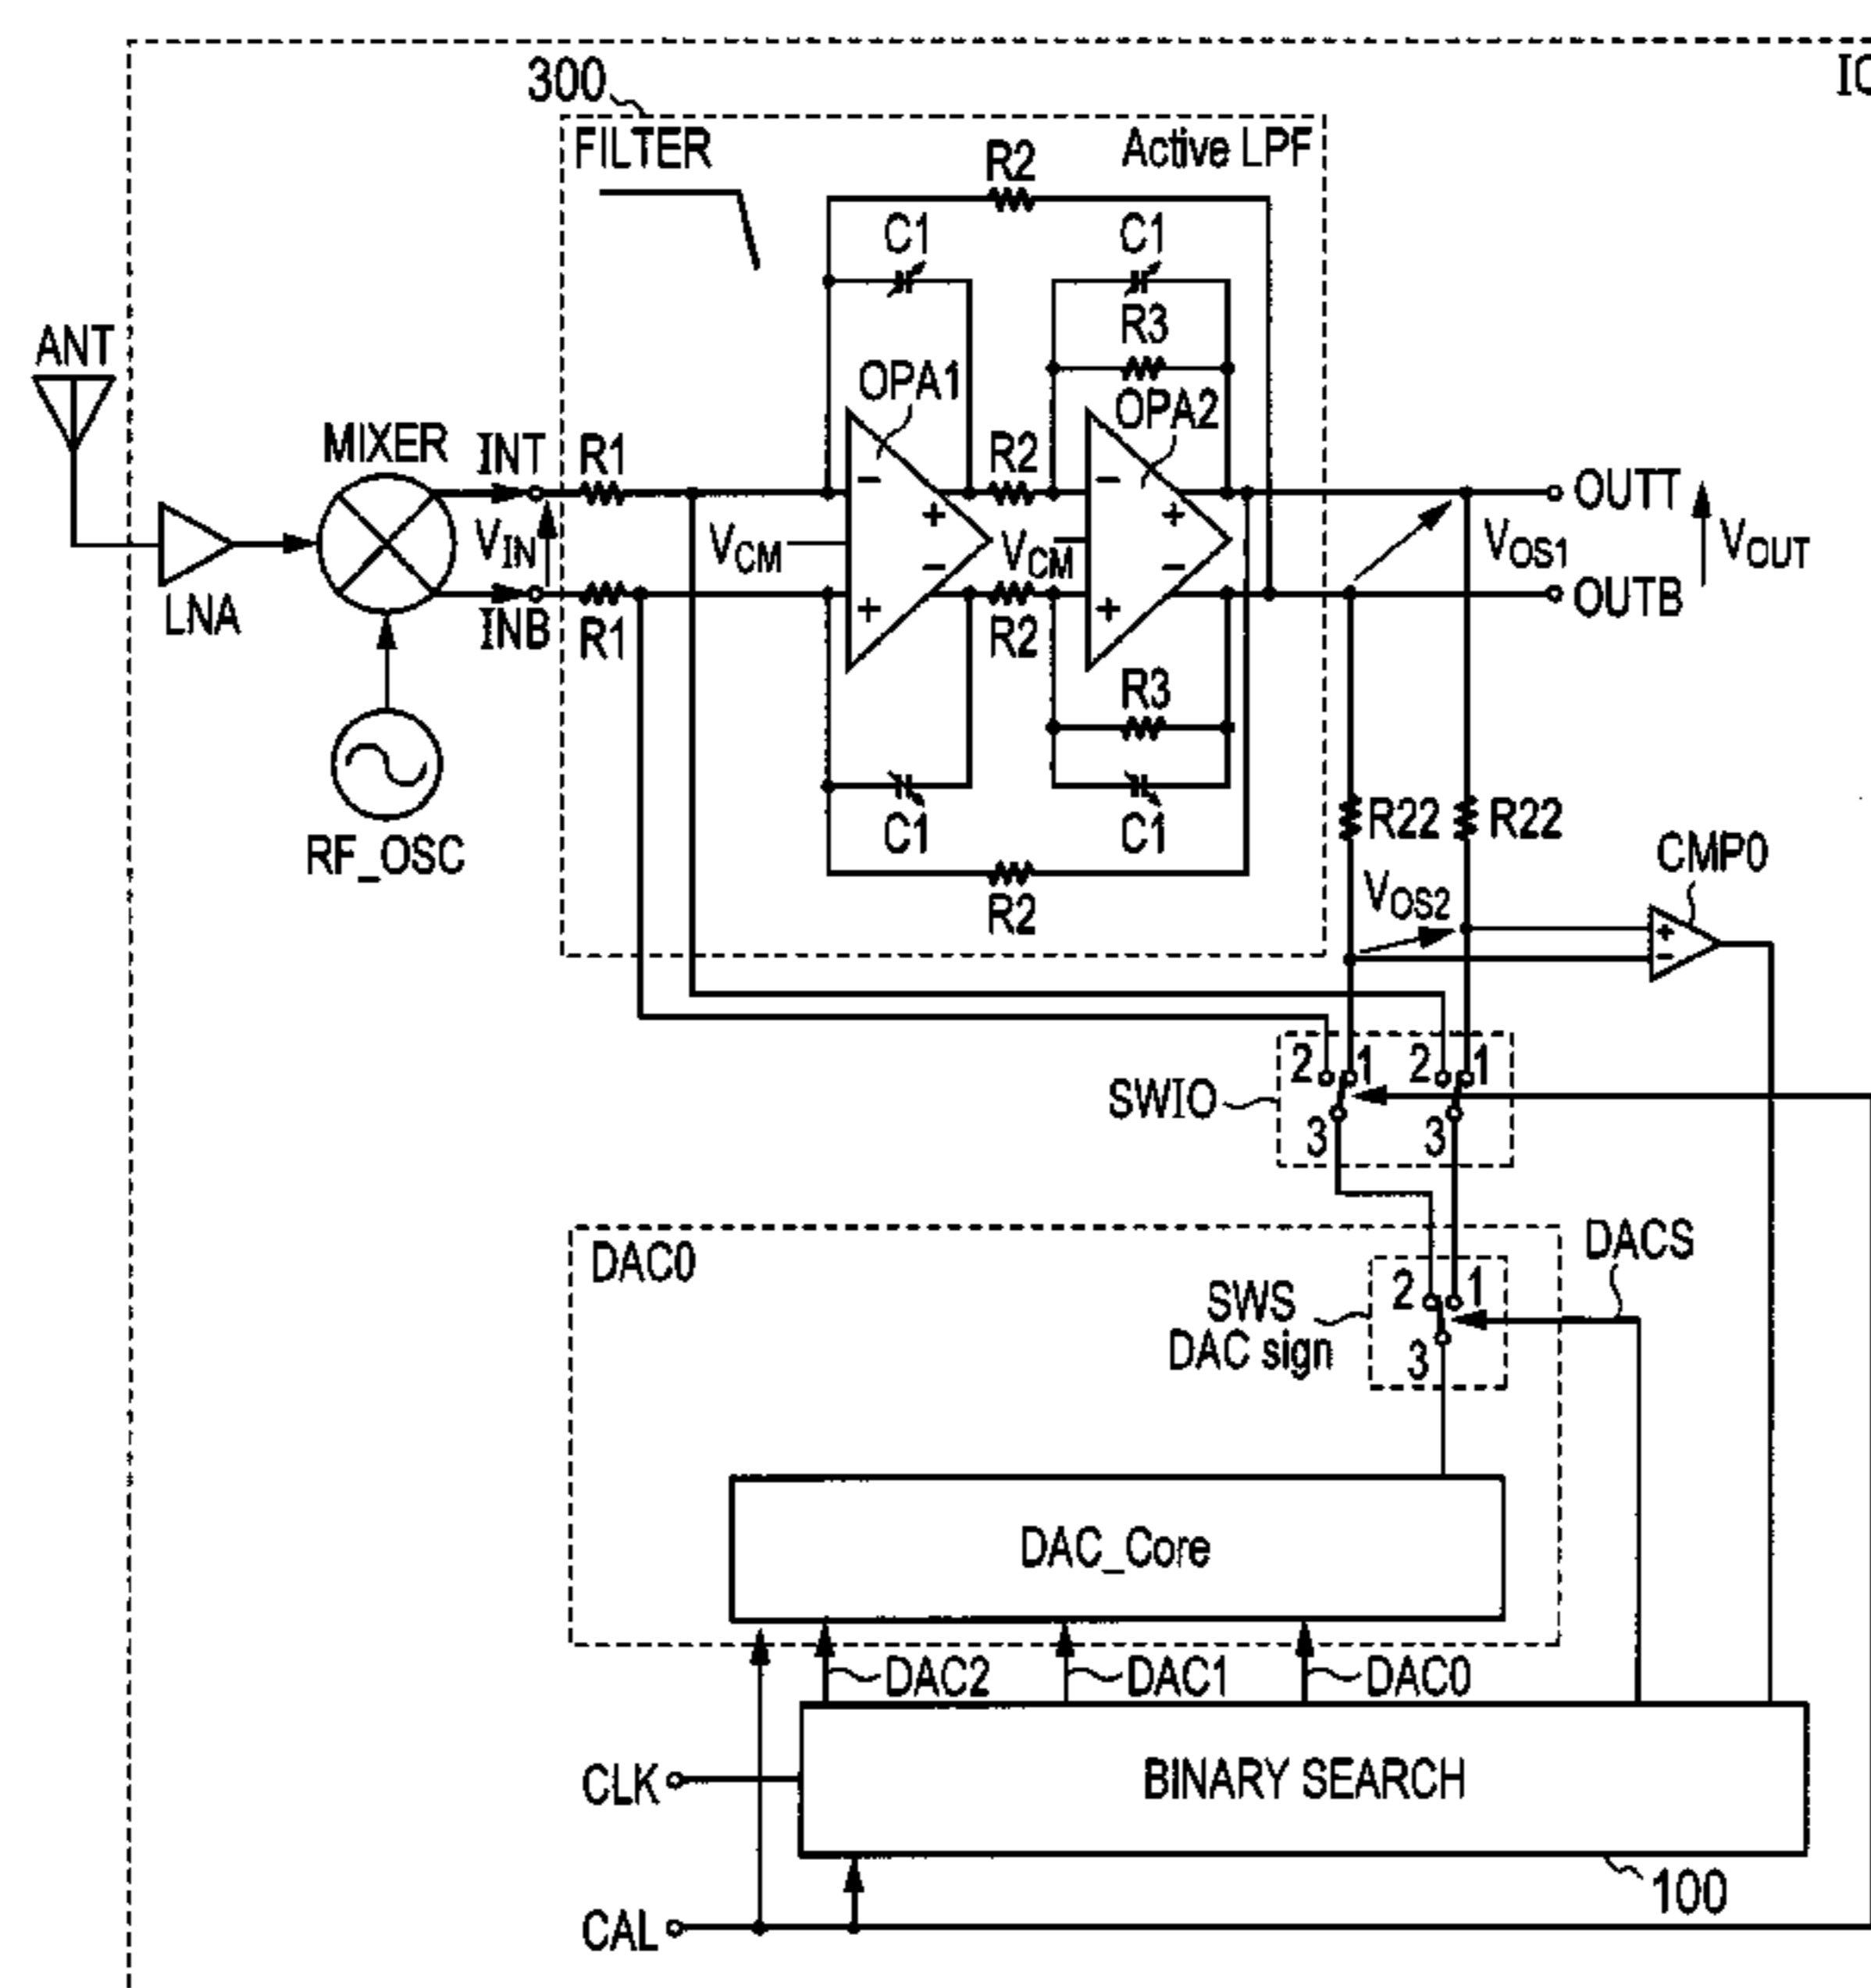 IC
300
FILTER
Active LPF
R2
C1
C1
R3
ANT
OPA1
OPA2
MIXER
INT
R1
R2
OUTT
VIN
VCM
VCM
VOS1
VOUT
LNA
INB
R1
R2
OUTB
R3
RF_OSC
C1
C1
R22
R22
CMP0
R2
VOS2
SWIO
2
1
2
1
3
3
DAC0
DACS
SWS
DAC sign
2
1
3
DAC_Core
DAC2
DAC1
DAC0
CLK
BINARY SEARCH
100
CAL